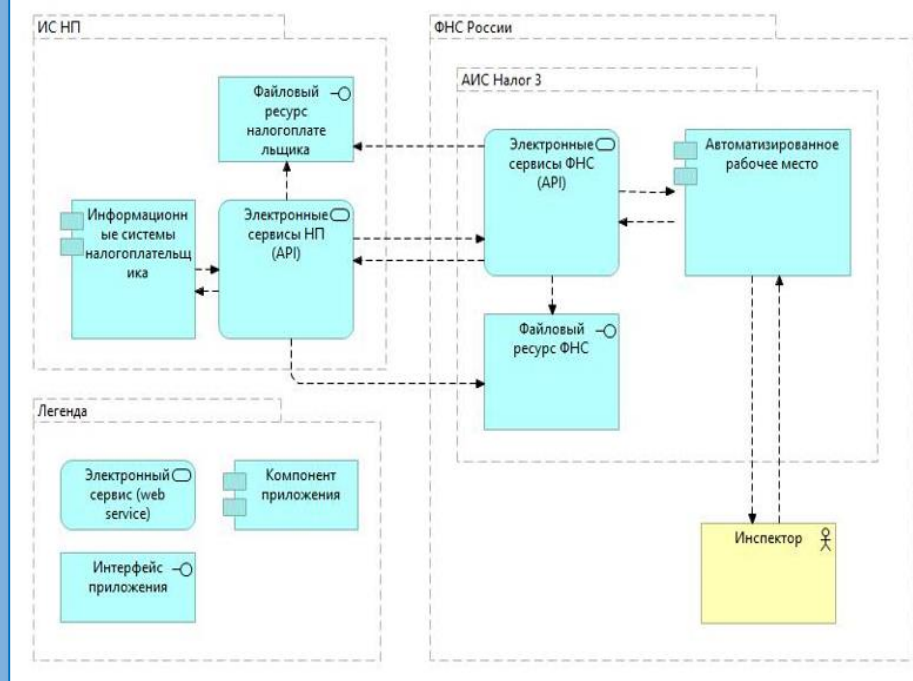 ИС НП
Файловый
ресурс
налогоплате
льщика
Информационн
ые системы
налогоплательщ
ика
Электронные
сервисы НП
(API)
ФНС России
АИС Налог 3
Электронные
сервисы ФНС
(API)
Автоматизированное
рабочее место
Файловый
ресурс ФНС
Инспектор
Легенда
Электронный
сервис (web
service)
Компонент
приложения
Интерфейс
приложения